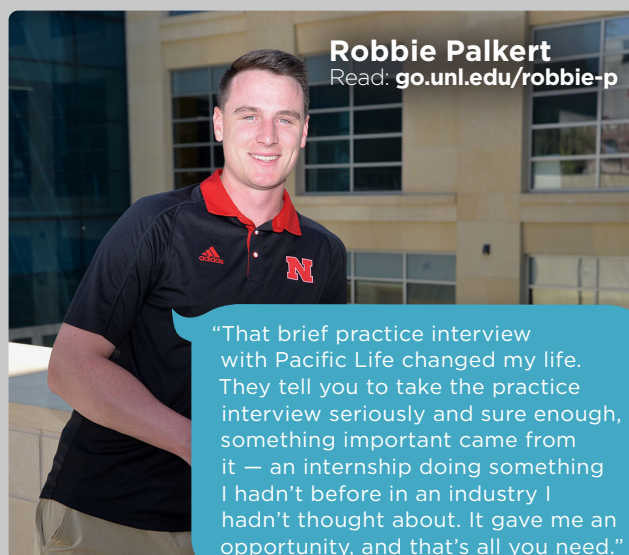 Robbie Palkert
Read: go.unl.edu/robbie-p
adidas
N
“That brief practice interview
with Pacific Life changed my life.
They tell you to take the practice
interview seriously and sure enough,
something important came from
it — an internship doing something
I hadn’t before in an industry I
hadn’t thought about. It gave me an
opportunity, and that’s all you need.”